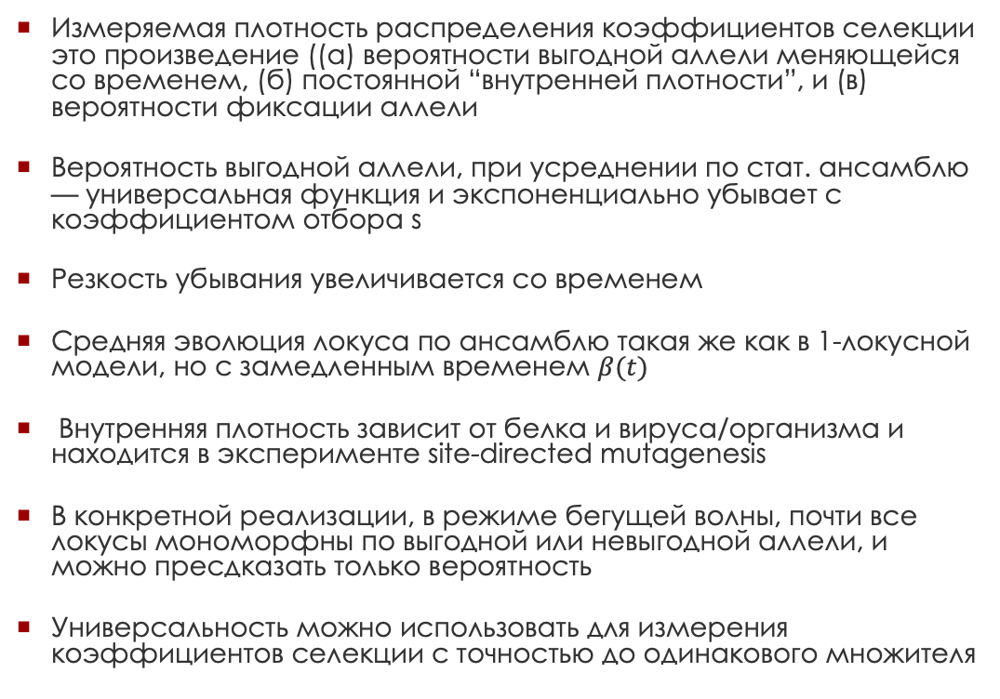 ▪ Измеряемая плотность распределения коэффициентов селекции
это произведение ((а) вероятности выгодной аллели меняющейся
со временем, (б) постоянной “внутренней плотности”, и (в)
вероятности фиксации аллели
▪ Вероятность выгодной аллели, при усреднении по стат. ансамблю
— универсальная функция и экспоненциально убывает с
коэффициентом отбора s
▪ Резкость убывания увеличивается со временем
▪ Средняя эволюция локуса по ансамблю такая же как в 1-локусной
модели, но с замедленным временем 𝛽(𝑡)
▪ Внутренняя плотность зависит от белка и вируса/организма и
находится в эксперименте site-directed mutagenesis
▪ В конкретной реализации, в режиме бегущей волны, почти все
локусы мономорфны по выгодной или невыгодной аллели, и
можно пресдказать только вероятность
▪ Универсальность можно использовать для измерения
коэффициентов селекции с точностью до одинакового множителя